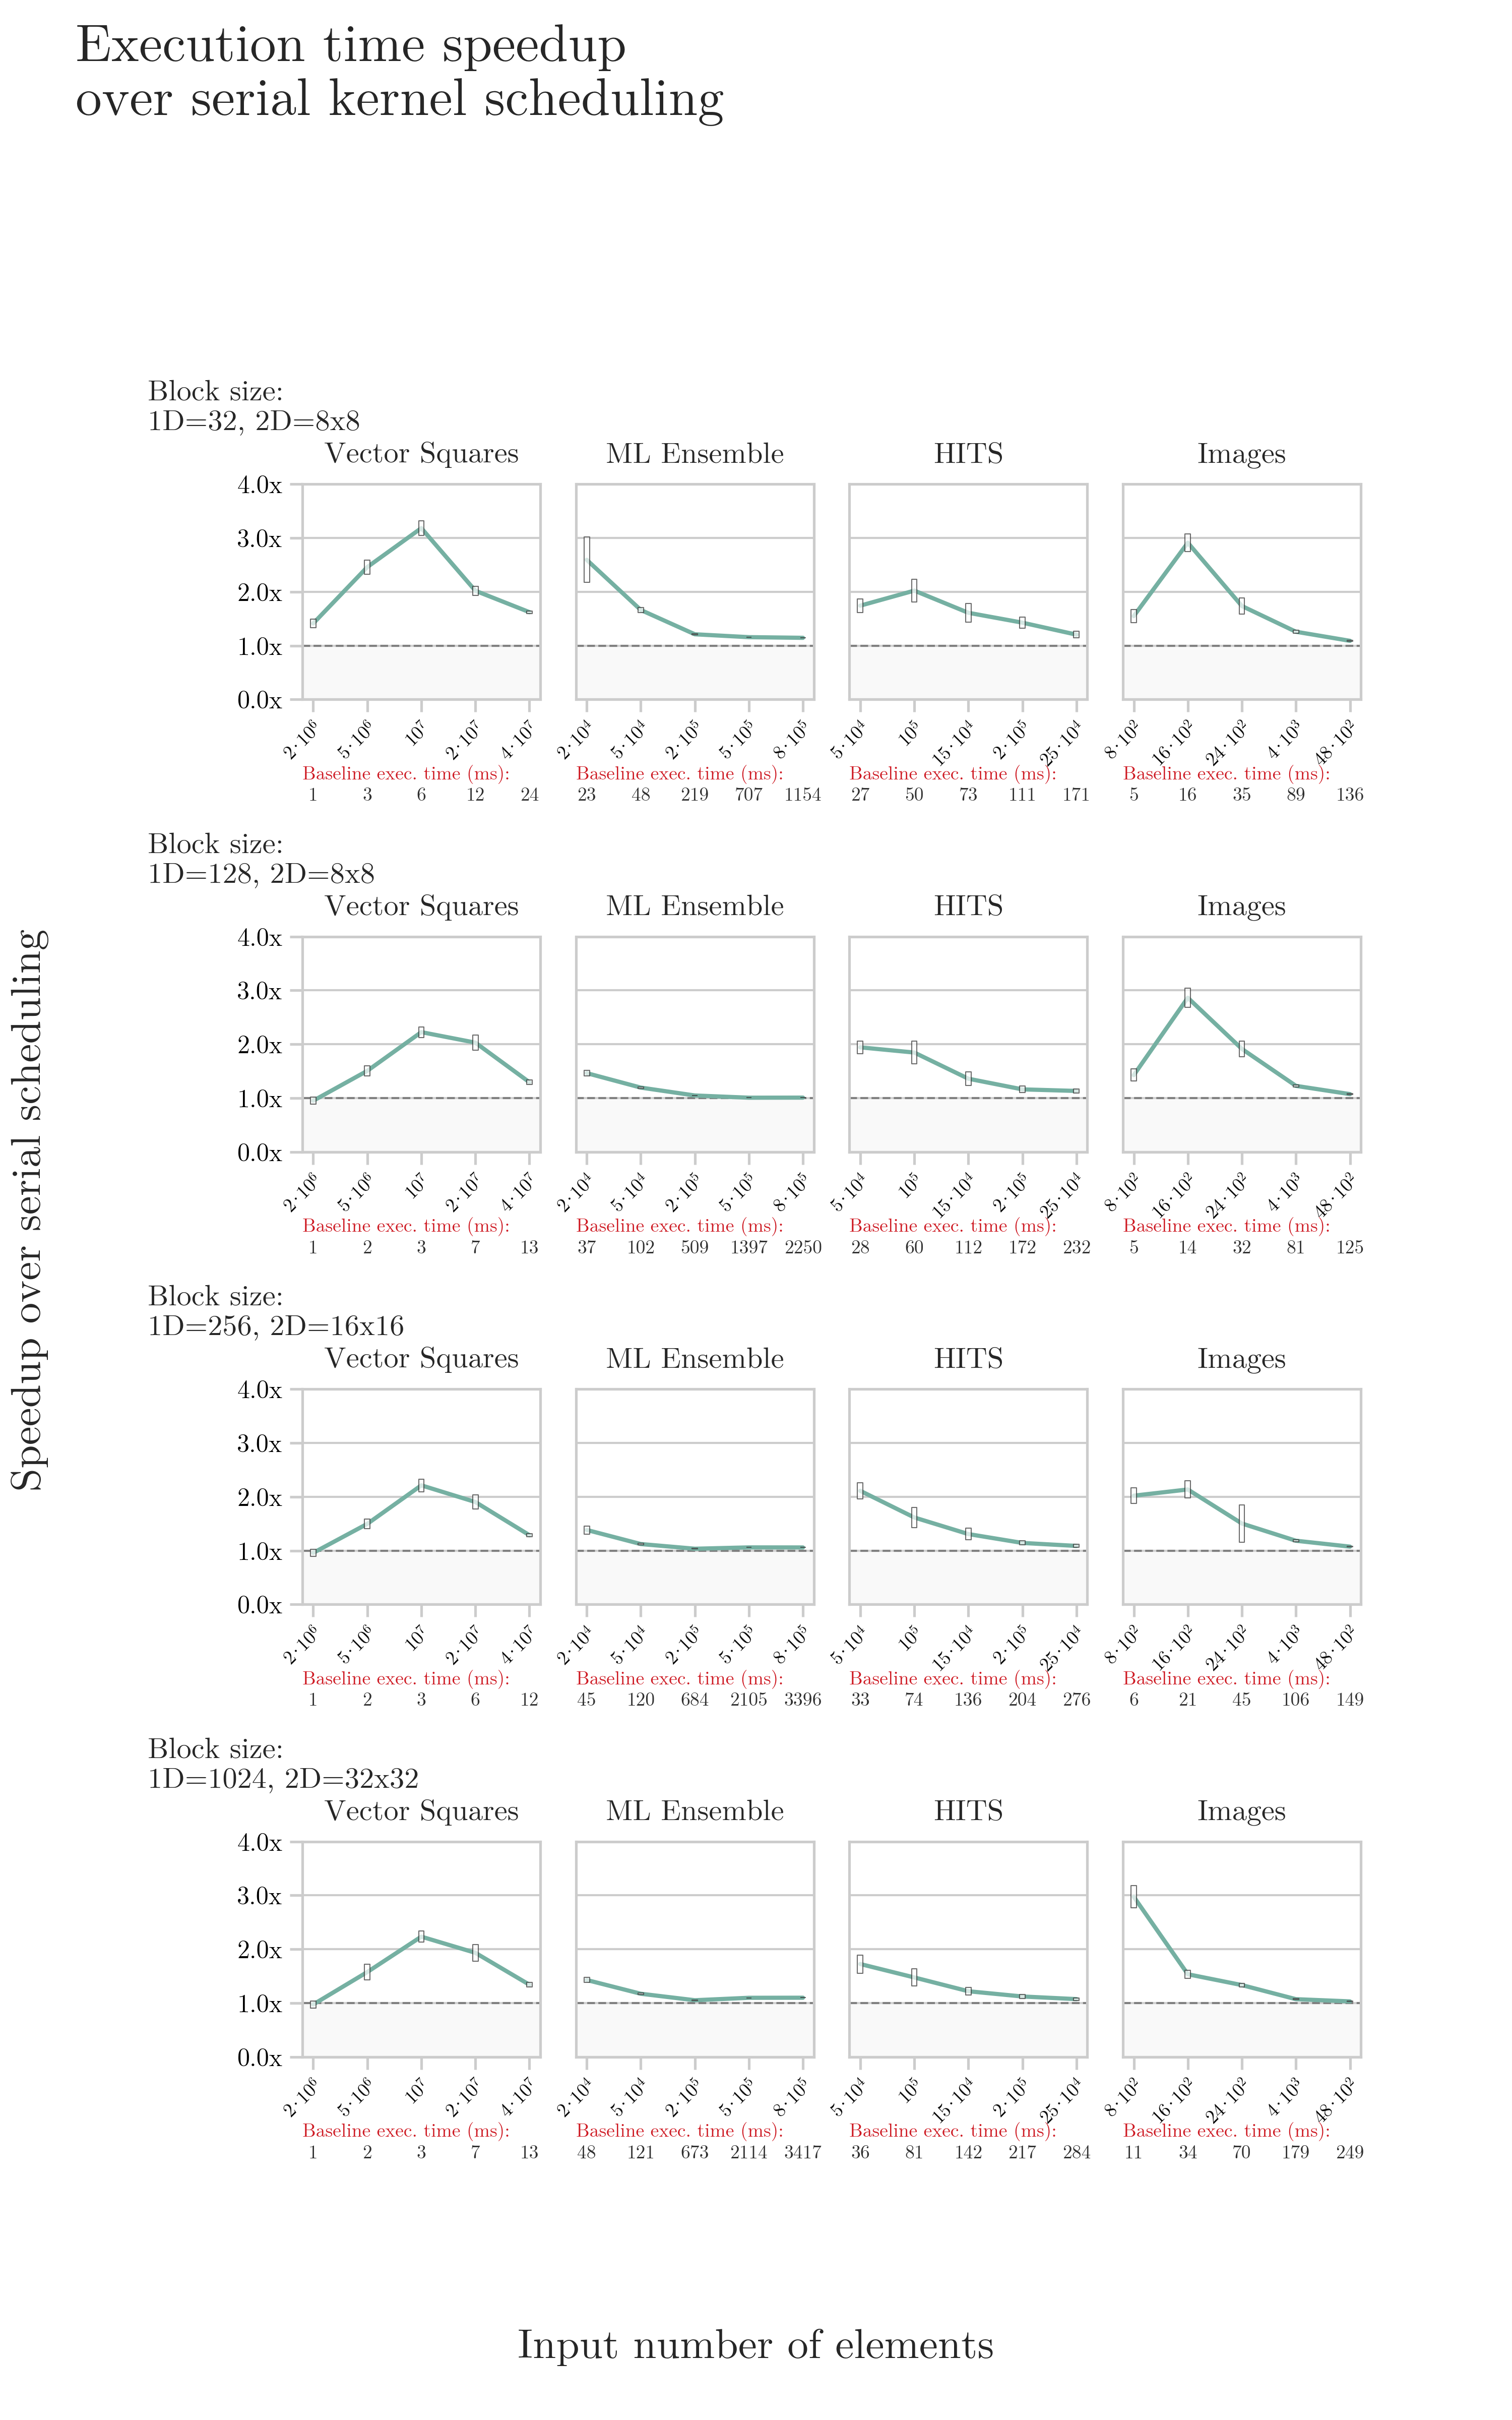 Execution time speedup
over serial kernel scheduling
Speedup over serial scheduling
Block size:
1D=32, 2D=8x8
Vector Squares ML Ensemble HITS Images
4.0x
3.0x
2.0x
1.0x
0.0x
2·10⁶ 5·10⁶ 10⁷ 2·10⁷ 4·10⁷ 2·10⁴ 5·10⁴ 2·10⁵ 5·10⁵ 8·10⁵ 5·10⁴ 10⁵ 15·10⁴ 2·10⁵ 25·10⁴ 8·10² 16·10² 24·10² 4·10³ 48·10²
Baseline exec. time (ms): Baseline exec. time (ms): Baseline exec. time (ms): Baseline exec. time (ms):
1 3 6 12 24 23 48 219 707 1154 27 50 73 111 171 5 16 35 89 136
Block size:
1D=128, 2D=8x8
Vector Squares ML Ensemble HITS Images
4.0x
3.0x
2.0x
1.0x
0.0x
2·10⁶ 5·10⁶ 10⁷ 2·10⁷ 4·10⁷ 2·10⁴ 5·10⁴ 2·10⁵ 5·10⁵ 8·10⁵ 5·10⁴ 10⁵ 15·10⁴ 2·10⁵ 25·10⁴ 8·10² 16·10² 24·10² 4·10³ 48·10²
Baseline exec. time (ms): Baseline exec. time (ms): Baseline exec. time (ms): Baseline exec. time (ms):
1 2 3 7 13 37 102 509 1397 2250 28 60 112 172 232 5 14 32 81 125
Block size:
1D=256, 2D=16x16
Vector Squares ML Ensemble HITS Images
4.0x
3.0x
2.0x
1.0x
0.0x
2·10⁶ 5·10⁶ 10⁷ 2·10⁷ 4·10⁷ 2·10⁴ 5·10⁴ 2·10⁵ 5·10⁵ 8·10⁵ 5·10⁴ 10⁵ 15·10⁴ 2·10⁵ 25·10⁴ 8·10² 16·10² 24·10² 4·10³ 48·10²
Baseline exec. time (ms): Baseline exec. time (ms): Baseline exec. time (ms): Baseline exec. time (ms):
1 2 3 6 12 45 120 684 2105 3396 33 74 136 204 276 6 21 45 106 149
Block size:
1D=1024, 2D=32x32
Vector Squares ML Ensemble HITS Images
4.0x
3.0x
2.0x
1.0x
0.0x
2·10⁶ 5·10⁶ 10⁷ 2·10⁷ 4·10⁷ 2·10⁴ 5·10⁴ 2·10⁵ 5·10⁵ 8·10⁵ 5·10⁴ 10⁵ 15·10⁴ 2·10⁵ 25·10⁴ 8·10² 16·10² 24·10² 4·10³ 48·10²
Baseline exec. time (ms): Baseline exec. time (ms): Baseline exec. time (ms): Baseline exec. time (ms):
1 2 3 7 13 48 121 673 2114 3417 36 81 142 217 284 11 34 70 179 249
Input number of elements